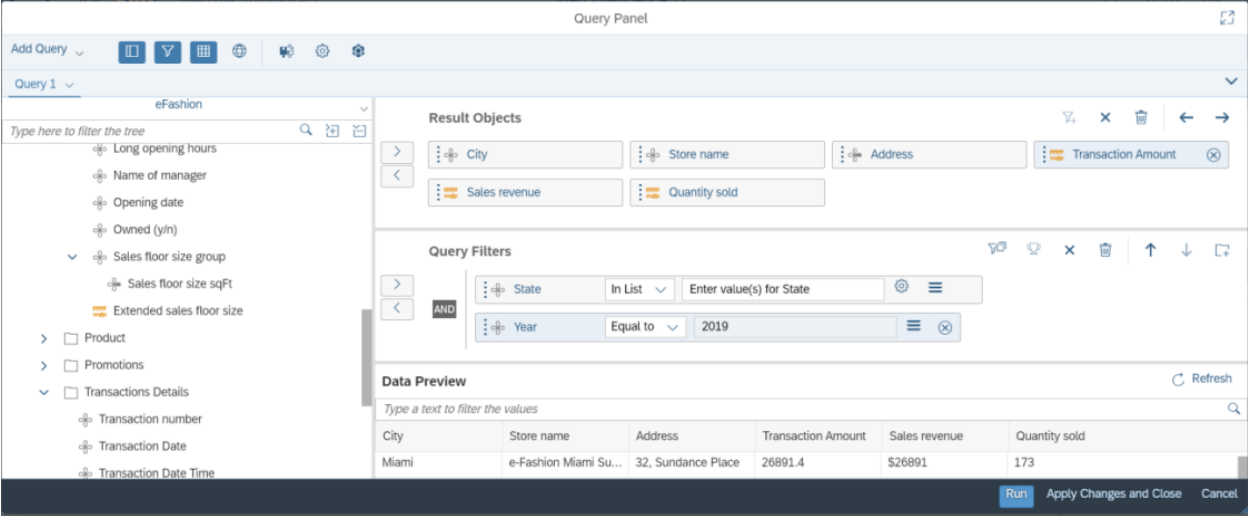 Query Panel
Add Query
Query 1
eFashion
Type here to filter the tree
Long opening hours
Name of manager
Opening date
Owned (y/n)
Sales floor size group
Sales floor size sqFt
Extended sales floor size
Product
Promotions
Transactions Details
Transaction number
Transaction Date
Transaction Date Time
Result Objects
City Store name Address Transaction Amount
Sales revenue Quantity sold
Query Filters
AND
State In List Enter value(s) for State
Year Equal to 2019
Data Preview Refresh
Type a text to filter the values
City Store name Address Transaction Amount Sales revenue Quantity sold
Miami e-Fashion Miami Su... 32, Sundance Place 26891.4 $26891 173
Run Apply Changes and Close Cancel